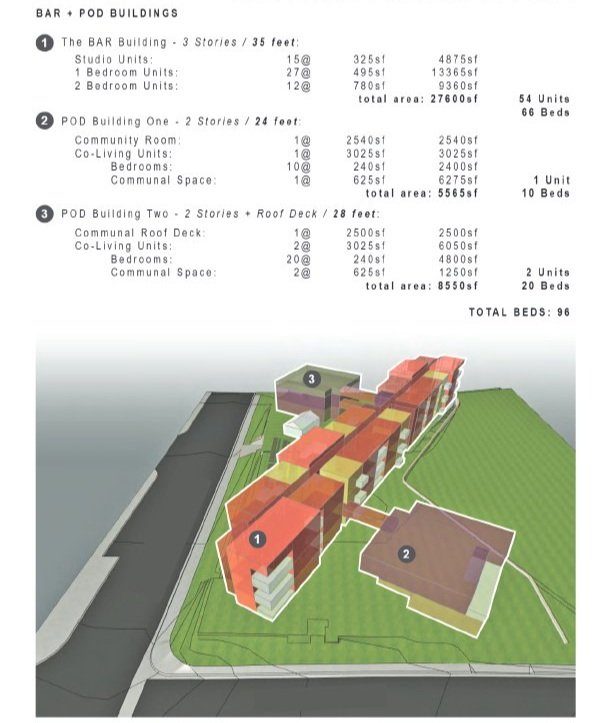 BAR + POD BUILDINGS
1 The BAR Building - 3 Stories / 35 feet:
Studio Units: 15@ 325sf 4875sf
1 Bedroom Units: 27@ 495sf 13365sf
2 Bedroom Units: 12@ 780sf 9360sf
total area: 27600sf 54 Units
66 Beds
2 POD Building One - 2 Stories / 24 feet:
Community Room: 1@ 2540sf 2540sf
Co-Living Units: 1@ 3025sf 3025sf
Bedrooms: 10@ 240sf 2400sf
Communal Space: 1@ 625sf 6275sf 1 Unit
total area: 5565sf 10 Beds
3 POD Building Two - 2 Stories + Roof Deck / 28 feet:
Communal Roof Deck: 1@ 2500sf 2500sf
Co-Living Units: 2@ 3025sf 6050sf
Bedrooms: 20@ 240sf 4800sf
Communal Space: 2@ 625sf 1250sf 2 Units
total area: 8550sf 20 Beds
TOTAL BEDS: 96
3
1
2